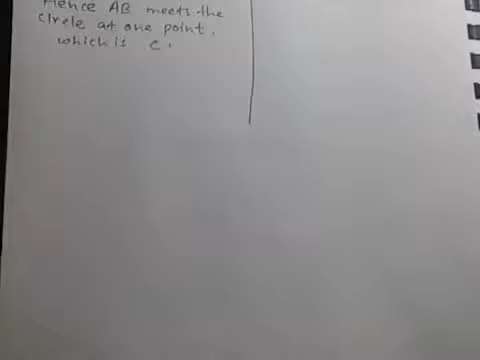 Hence AB meets the
circle at one point,
which is C.